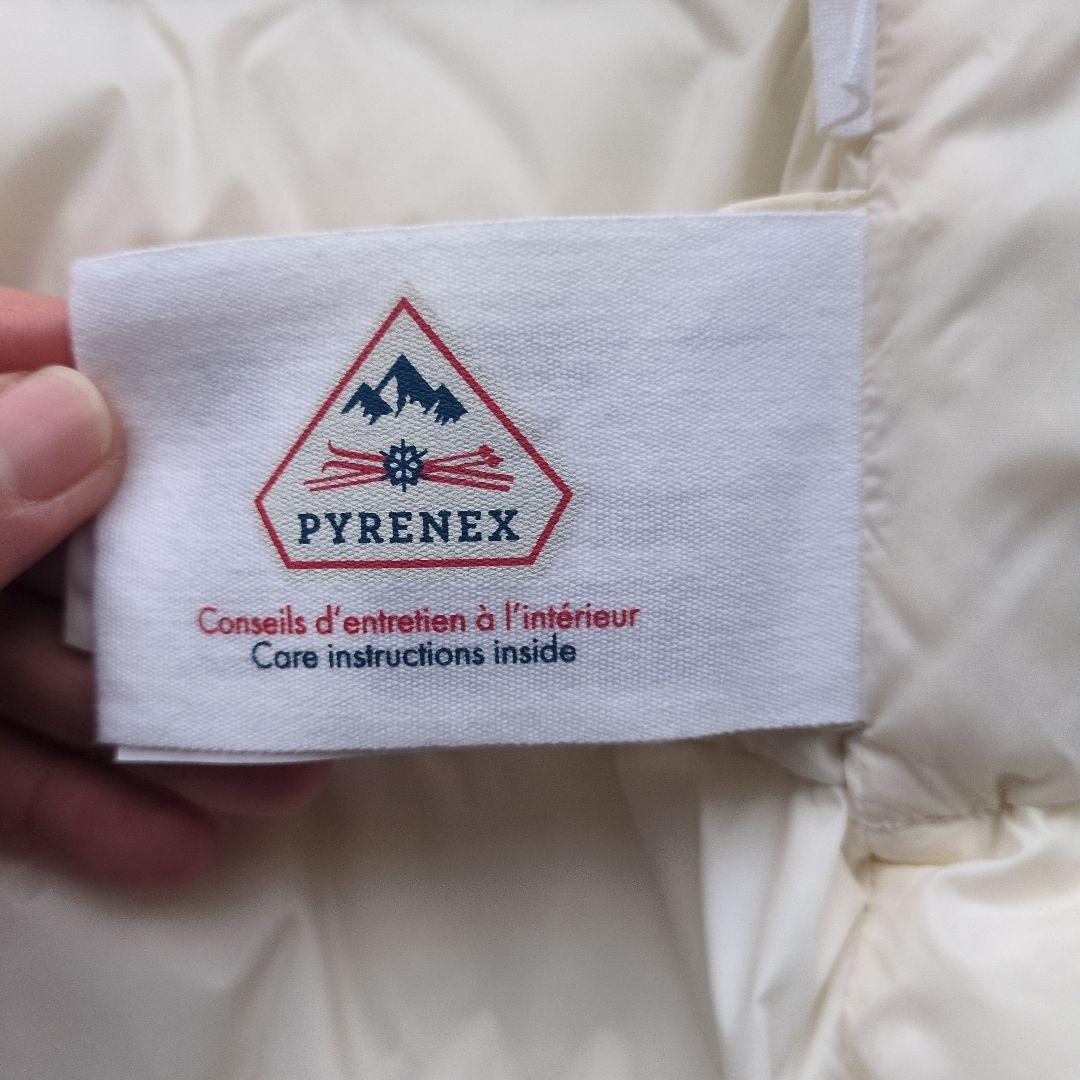 PYRENEX
Conseils d'entretien à l'intérieur
Care instructions inside